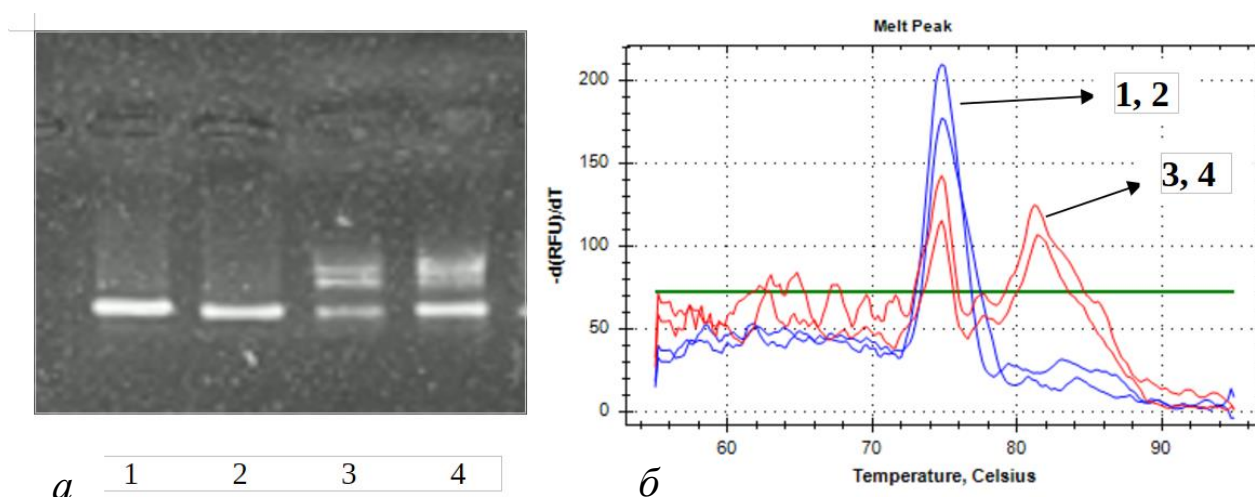 Melt Peak
-d(RFU)/dT
200
150
100
50
0
60 70 80 90
Temperature, Celsius
1, 2
3, 4
а 1 2 3 4
б